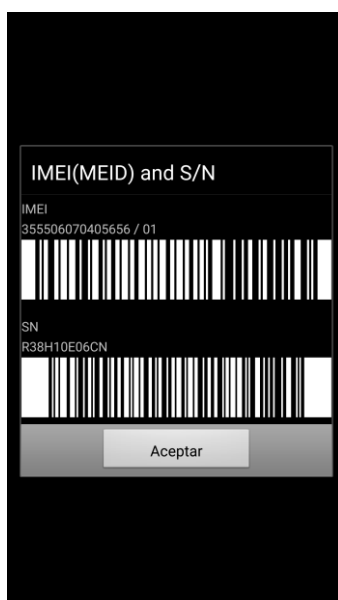 IMEI(MEID) and S/N
IMEI
355506070405656 / 01
SN
R38H10E06CN
Aceptar